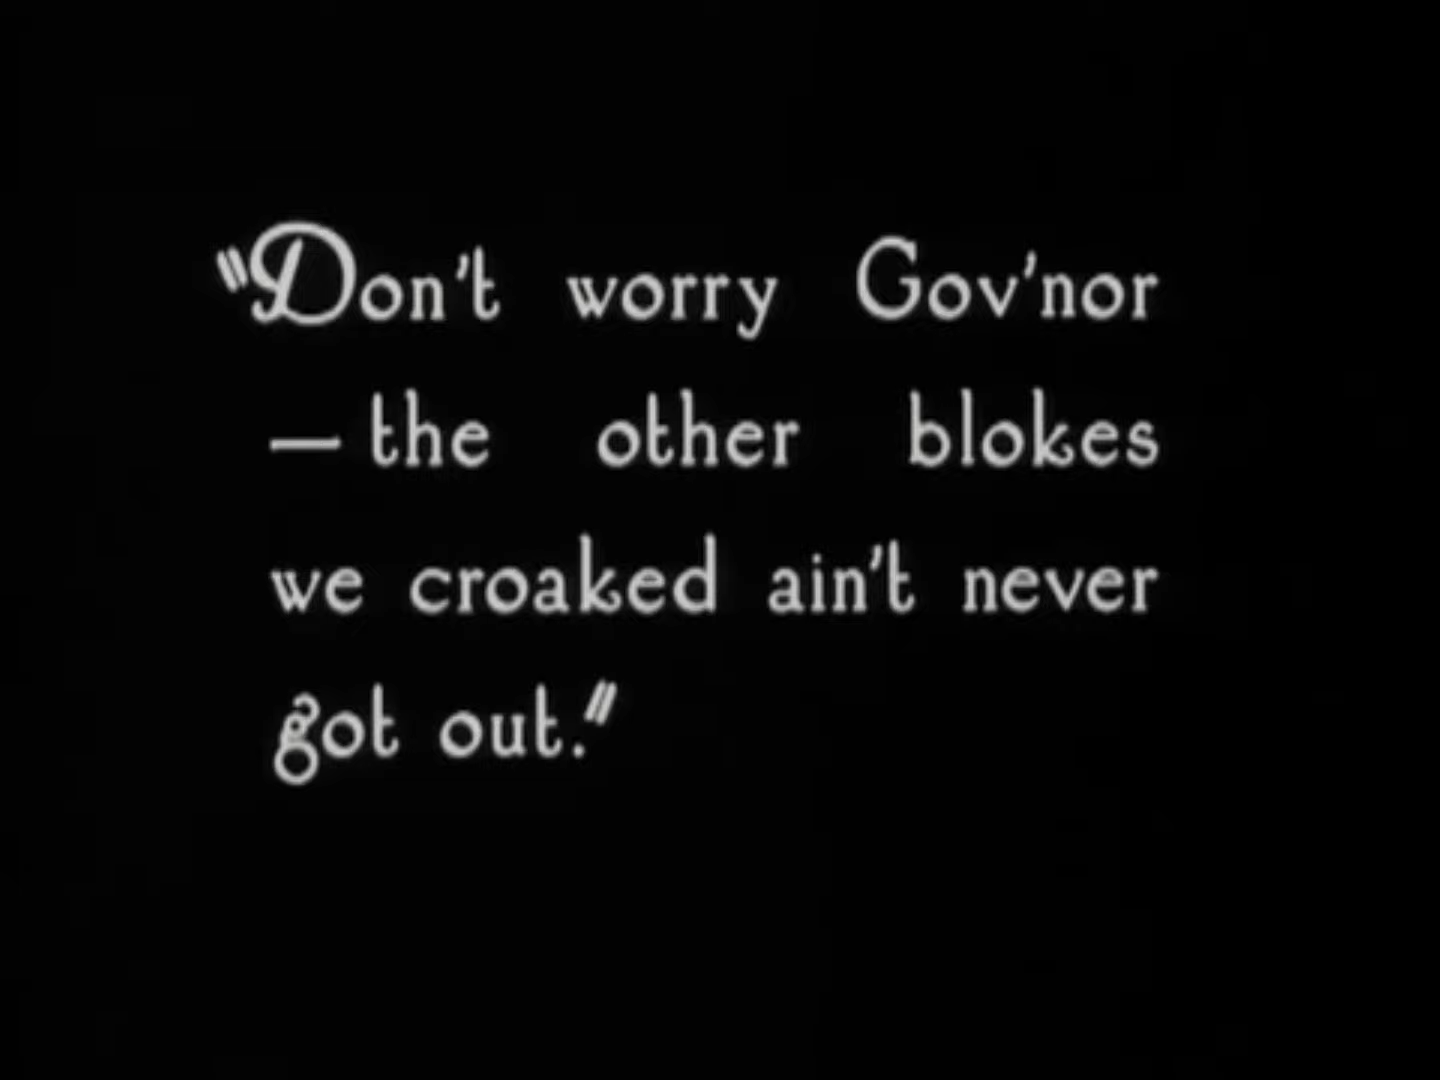 "Don't worry Gov'nor
— the other blokes
we croaked ain't never
got out."